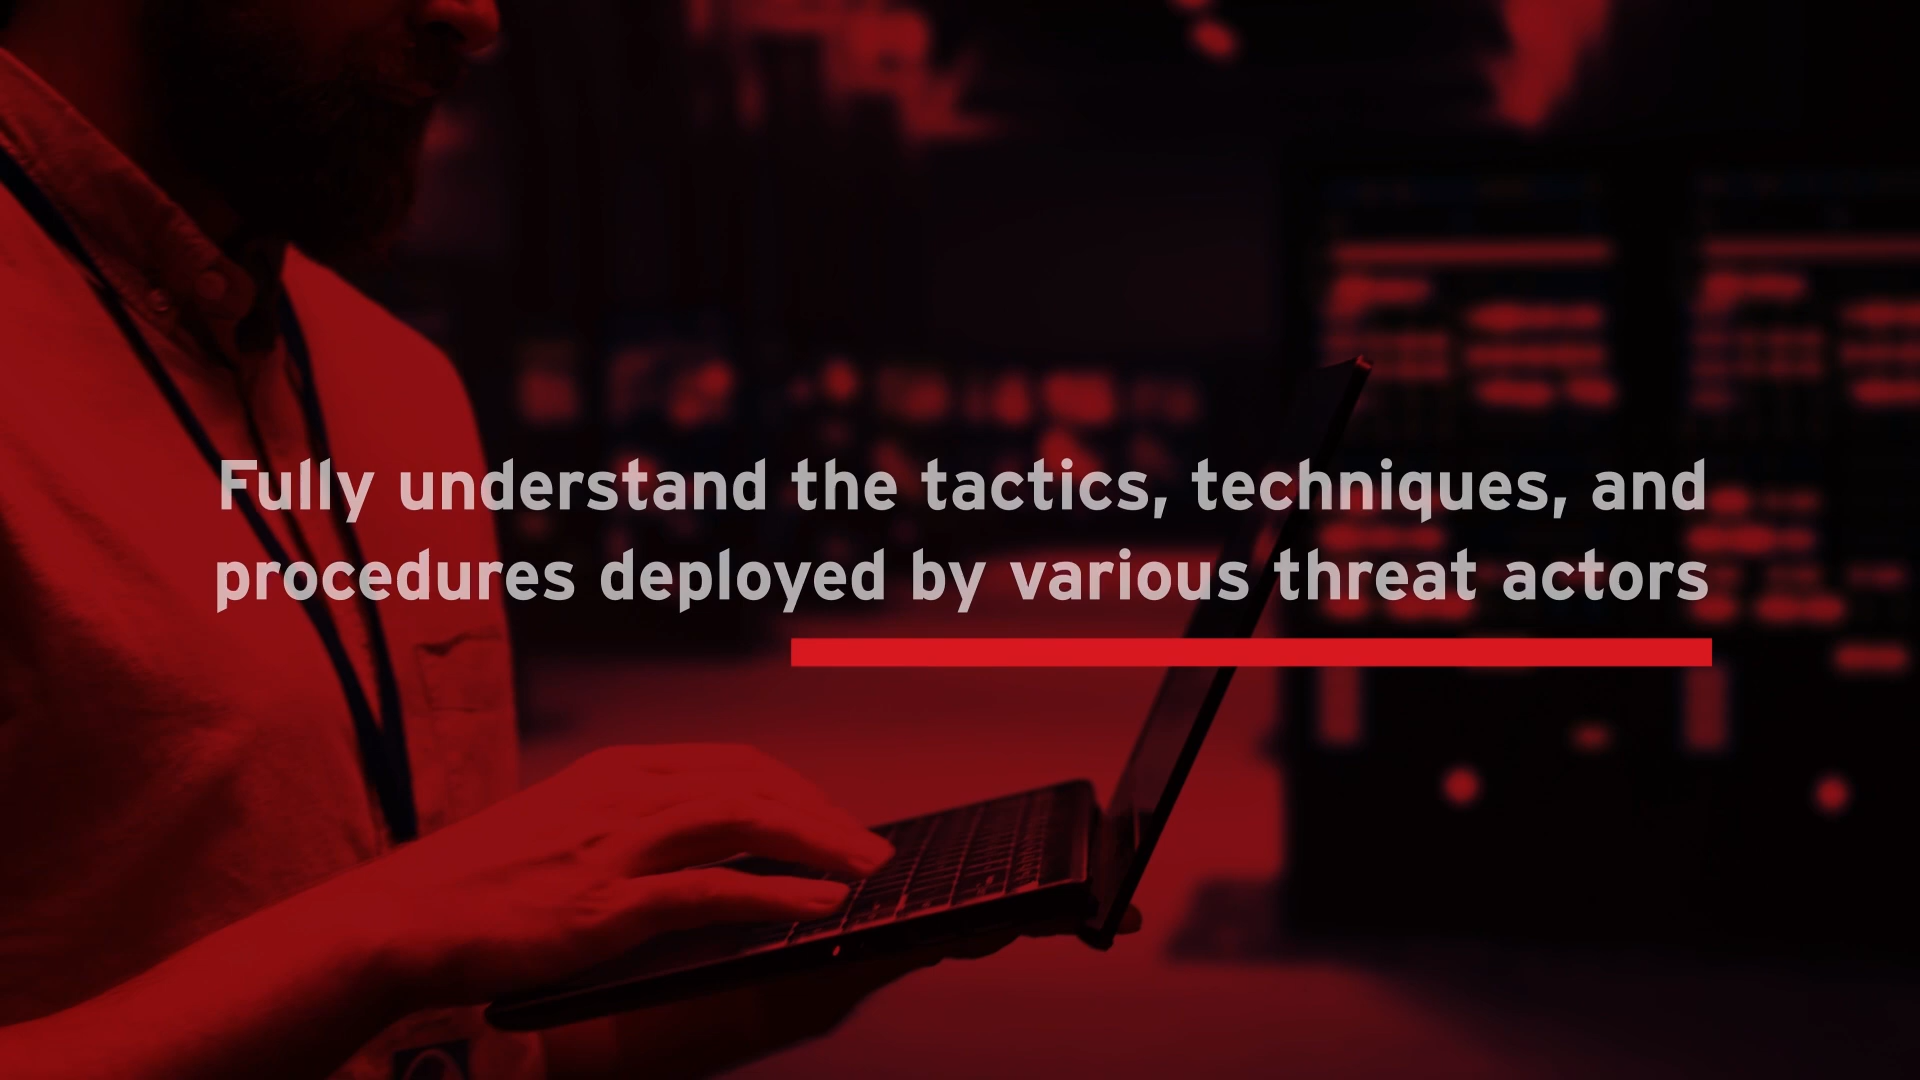 Fully understand the tactics, techniques, and
procedures deployed by various threat actors